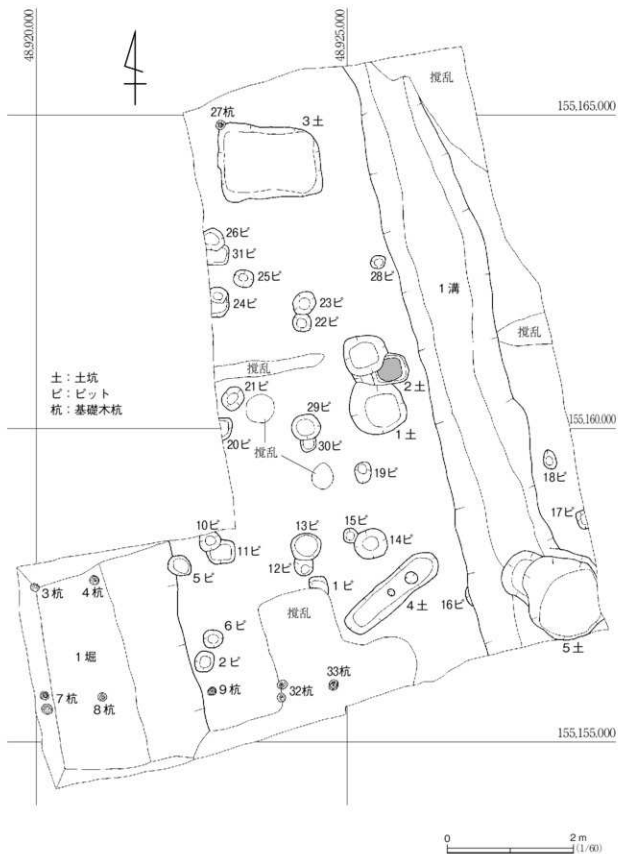 48,920.000
48,925.000
撹乱
155,165.000
27杭
3土
26ピ
31ピ
25ピ
28ピ
24ピ
23ピ
22ピ
1溝
撹乱
撹乱
2土
土：土坑
ピ：ピット
杭：基礎木杭
21ピ
29ピ
1土
155,160.000
20ピ
撹乱
30ピ
19ピ
18ピ
17ピ
10ピ
11ピ
13ピ
15ピ
14ピ
5ピ
12ピ
1ピ
3杭
4杭
撹乱
4土
16ピ
6ピ
1堀
2ピ
5土
7杭
8杭
9杭
32杭
33杭
155,155.000
0
2m
(1/60)